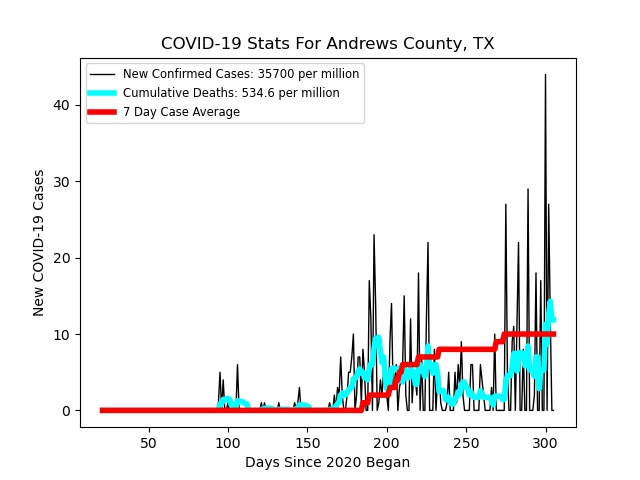 COVID-19 Stats For Andrews County, TX
New Confirmed Cases: 35700 per million
Cumulative Deaths: 534.6 per million
7 Day Case Average
New COVID-19 Cases
40
30
20
10
0
50 100 150 200 250 300
Days Since 2020 Began